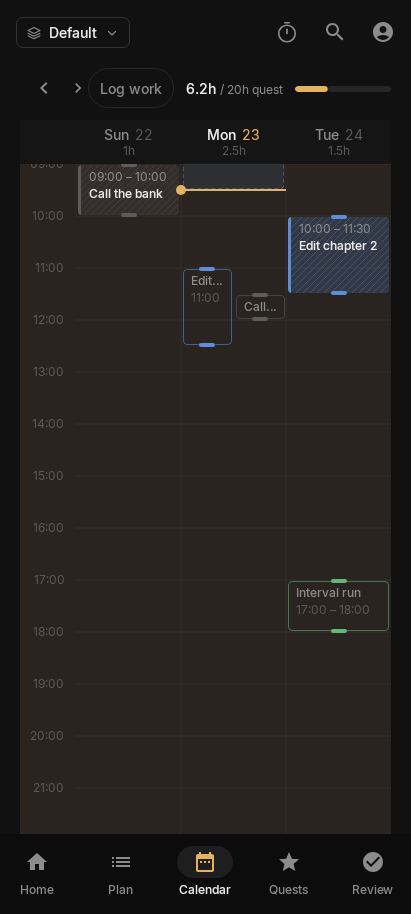 Default
Log work
6.2h / 20h quest
Sun 22
1h
Mon 23
2.5h
Tue 24
1.5h
09:00
09:00 – 10:00
Call the bank
10:00
10:00 – 11:30
Edit chapter 2
11:00
Edit...
11:00
Call...
12:00
13:00
14:00
15:00
16:00
17:00
Interval run
17:00 – 18:00
18:00
19:00
20:00
21:00
Home
Plan
Calendar
Quests
Review